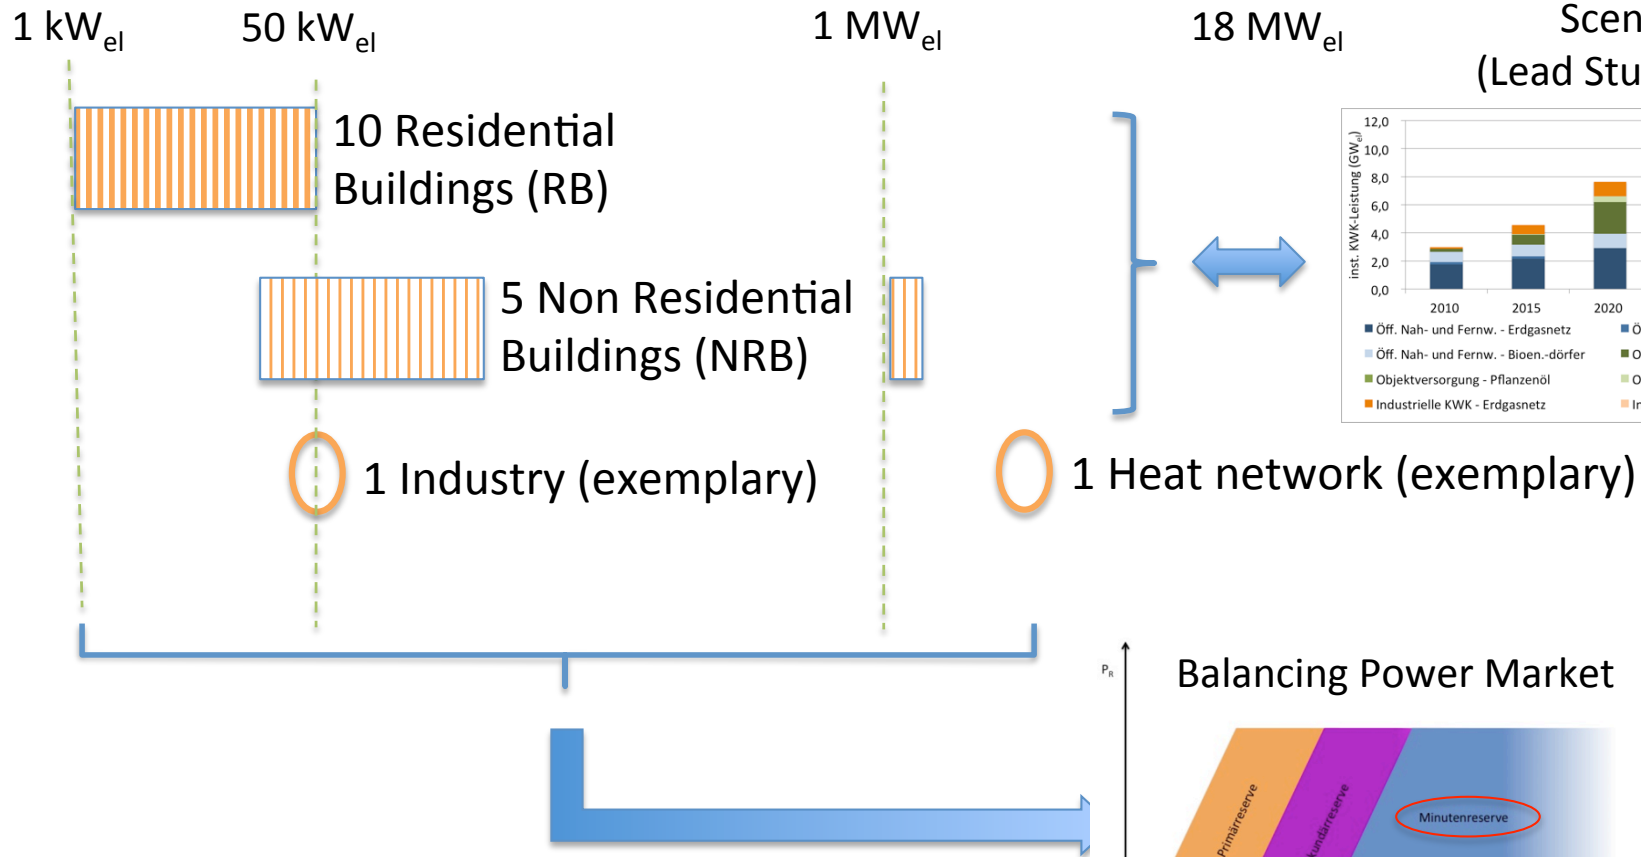 1 kWel
50 kWel
1 MWel
18 MWel
(Lead
10 Residential
Buildings (RB)
5 Non Residential
Buildings (NRB)
1 Industry (exemplary)
1 Heat network (exemplary)
inst. KWK-Leistung (GWel)
12,0
10,0
8,0
6,0
4,0
2,0
0,0
2010
2015
2020
Öff. Nah- und Fernw. - Erdgasnetz
Öff. Nah- und Fernw. - Bioen.-dörfer
Objektversorgung - Pflanzenöl
Industrielle KWK - Erdgasnetz
PR
Balancing Power Market
Primärreserve
Minutenreserve